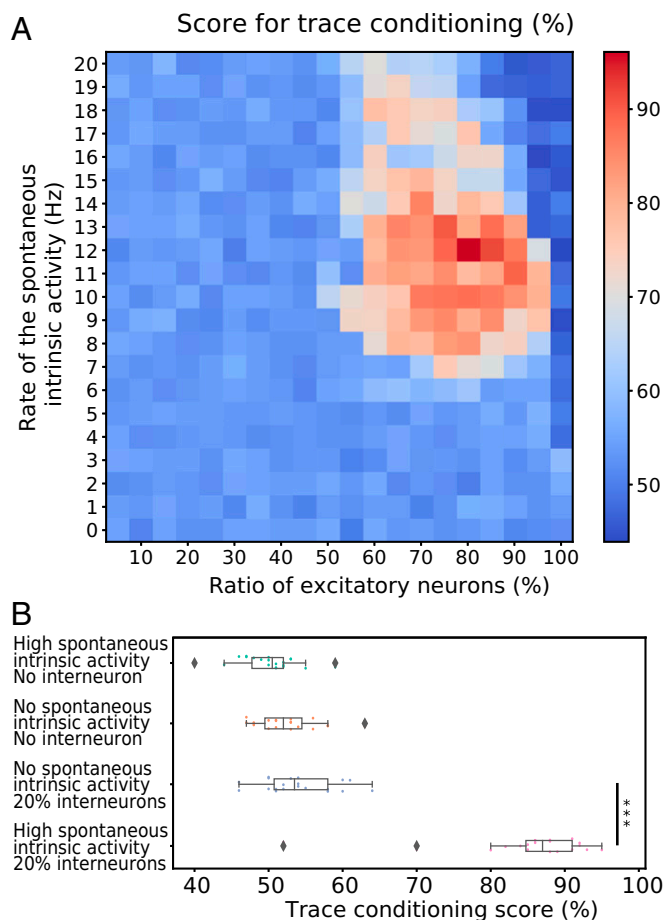 A
Score for trace conditioning (%)
Rate of the spontaneous
intrinsic activity (Hz)
20
19
18
17
16
15
14
13
12
11
10
9
8
7
6
5
4
3
2
1
0
10 20 30 40 50 60 70 80 90 100
Ratio of excitatory neurons (%)
90
80
70
60
50
B
High spontaneous
intrinsic activity
No interneuron
No spontaneous
intrinsic activity
No interneuron
No spontaneous
intrinsic activity
20% interneurons
High spontaneous
intrinsic activity
20% interneurons
***
40 50 60 70 80 90 100
Trace conditioning score (%)